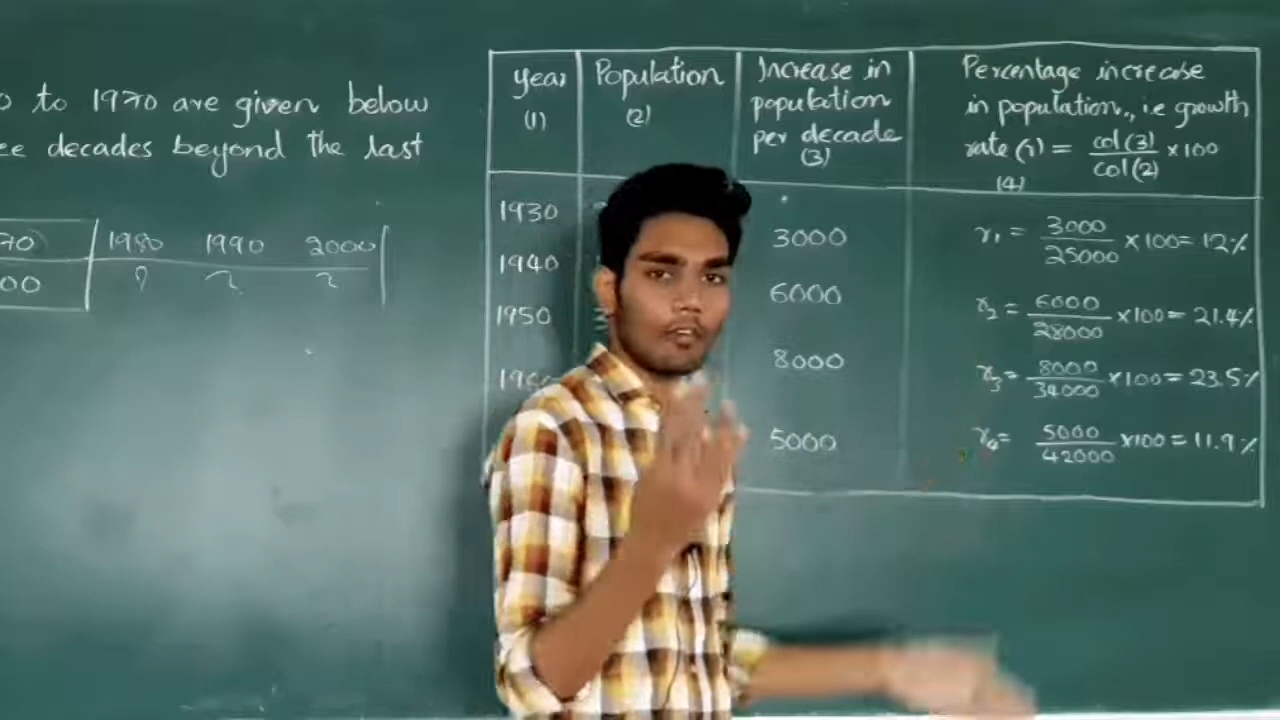 to 1970 are given below
decades beyond the last
70 1980 1990 2000
00 ? ? ?
Year (1)
Population (2)
Increase in population per decade (3)
Percentage increase
in population, i.e growth
rate (r) = col(3)/col(2) ×100
(4)
1930
1940
1950
3000
6000
8000
5000
r₁ = 3000/25000 ×100 = 12%
r₂ = 6000/28000 ×100 = 21.4%
r₃ = 8000/34000 ×100 = 23.5%
r₄ = 5000/42000 ×100 = 11.9%